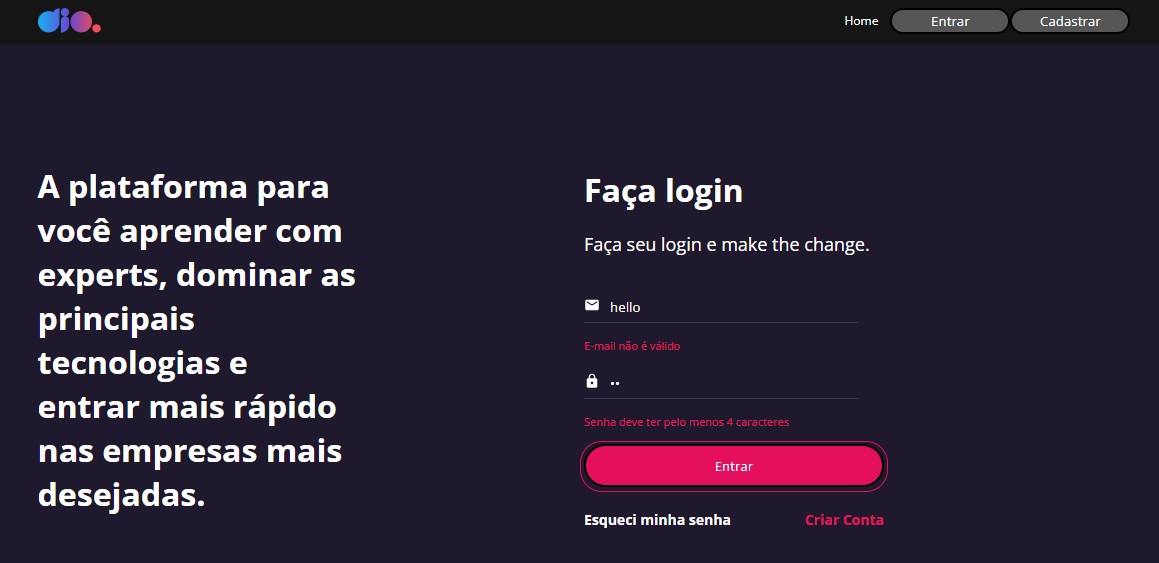 dio.
Home
Entrar
Cadastrar
A plataforma para
você aprender com
experts, dominar as
principais
tecnologias e
entrar mais rápido
nas empresas mais
desejadas.
Faça login
Faça seu login e make the change.
hello
E-mail não é válido
Senha deve ter pelo menos 4 caracteres
Entrar
Esqueci minha senha
Criar Conta